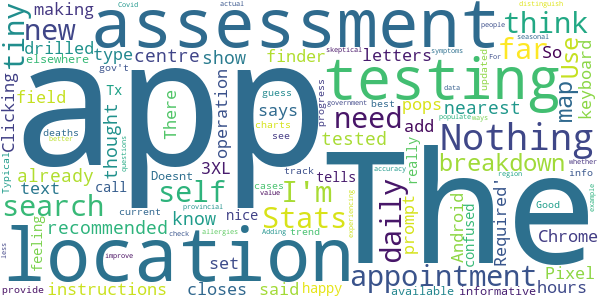 Covid actual making assessment tiny distinguish
people new seasonal
skeptical symptoms
drilled type centre show finder letters so think
elsewhere gov't updated For
Clicking app testing far Use
field operation guess says pops data map keyboard
progress government best populate ways
deaths Tx There charts see need add nearest
better thought tested Nothing
Typical questions already Doesnt 3XL cases track tells really breakdown whether
text call self I'm daily prompt accuracy info
search know nice value trend Stats The Android confused Required' Good example
recommended provincial region Chrome
feeling current location set Adding experiencing appointment Pixel
check allergies
less provide improve instructions closes said happy available informative hours